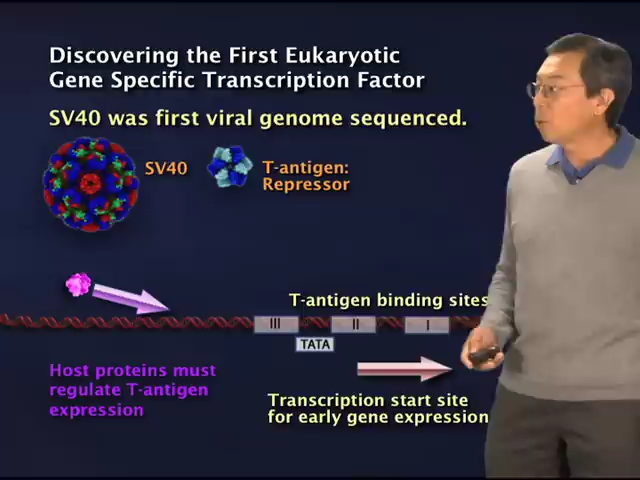 Discovering the First Eukaryotic
Gene Specific Transcription Factor
SV40 was first viral genome sequenced.
SV40
T-antigen:
Repressor
T-antigen binding sites
III
II
I
TATA
Host proteins must
regulate T-antigen
expression
Transcription start site
for early gene expression